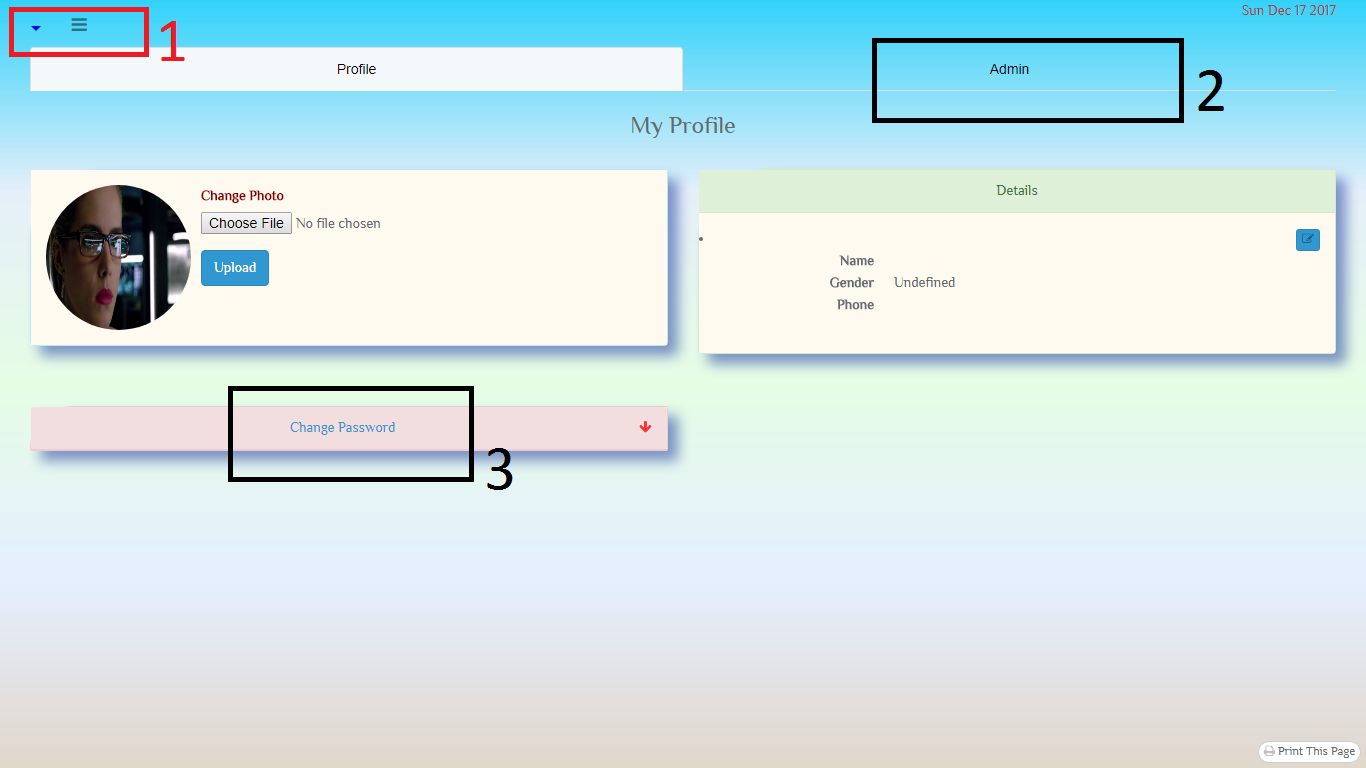 Sun Dec 17 2017
1
Profile
Admin
2
My Profile
Change Photo
Choose File No file chosen
Upload
Details
Name
Gender Undefined
Phone
Change Password
3
Print This Page